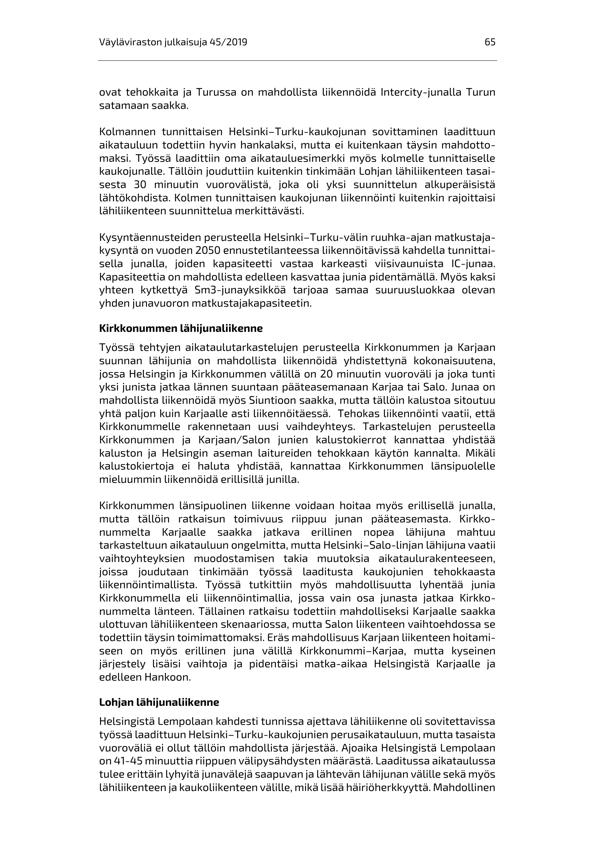 Väyläviraston julkaisuja 45/2019 65
ovat tehokkaita ja Turussa on mahdollista liikennöidä Intercity-junalla Turun
satamaan saakka.
Kolmannen tunnittaisen Helsinki–Turku-kaukojunan sovittaminen laadittuun
aikatauluun todettiin hyvin hankalaksi, mutta ei kuitenkaan täysin mahdotto-
maksi. Työssä laadittiin oma aikatauluesimerkki myös kolmelle tunnittaiselle
kaukojunalle. Tällöin jouduttiin kuitenkin tinkimään Lohjan lähiliikenteen tasai-
sesta 30 minuutin vuorovälistä, joka oli yksi suunnittelun alkuperäisistä
lähtökohdista. Kolmen tunnittaisen kaukojunan liikennöinti kuitenkin rajoittaisi
lähiliikenteen suunnittelua merkittävästi.
Kysyntäennusteiden perusteella Helsinki–Turku-välin ruuhka-ajan matkustaja-
kysyntä on vuoden 2050 ennustetilanteessa liikennöitävissä kahdella tunnittai-
sella junalla, joiden kapasiteetti vastaa karkeasti viisivaunuista IC-junaa.
Kapasiteettia on mahdollista edelleen kasvattaa junia pidentämällä. Myös kaksi
yhteen kytkettyä Sm3-junayksikköä tarjoaa samaa suuruusluokkaa olevan
yhden junavuoron matkustajakapasiteetin.
Kirkkonummen lähijunaliikenne
Työssä tehtyjen aikataulutarkastelujen perusteella Kirkkonummen ja Karjaan
suunnan lähijunia on mahdollista liikennöidä yhdistettynä kokonaisuutena,
jossa Helsingin ja Kirkkonummen välillä on 20 minuutin vuoroväli ja joka tunti
yksi junista jatkaa lännen suuntaan pääteasemanaan Karjaa tai Salo. Junaa on
mahdollista liikennöidä myös Siuntioon saakka, mutta tällöin kalustoa sitoutuu
yhtä paljon kuin Karjaalle asti liikennöitäessä. Tehokas liikennöinti vaatii, että
Kirkkonummelle rakennetaan uusi vaihdeyhteys. Tarkastelujen perusteella
Kirkkonummen ja Karjaan/Salon junien kalustokierrot kannattaa yhdistää
kaluston ja Helsingin aseman laitureiden tehokkaan käytön kannalta. Mikäli
kalustokiertoja ei haluta yhdistää, kannattaa Kirkkonummen länsipuolelle
mieluummin liikennöidä erillisillä junilla.
Kirkkonummen länsipuolinen liikenne voidaan hoitaa myös erillisellä junalla,
mutta tällöin ratkaisun toimivuus riippuu junan pääteasemasta. Kirkko-
nummelta Karjaalle saakka jatkava erillinen nopea lähijuna mahtuu
tarkasteltuun aikatauluun ongelmitta, mutta Helsinki–Salo-linjan lähijuna vaatii
vaihtoyhteyksien muodostamisen takia muutoksia aikataulurakenteeseen,
joissa joudutaan tinkimään työssä laaditusta kaukojunien tehokkaasta
liikennöintimallista. Työssä tutkittiin myös mahdollisuutta lyhentää junia
Kirkkonummella eli liikennöintimallia, jossa vain osa junasta jatkaa Kirkko-
nummelta länteen. Tällainen ratkaisu todettiin mahdolliseksi Karjaalle saakka
ulottuvan lähiliikenteen skenaariossa, mutta Salon liikenteen vaihtoehdossa se
todettiin täysin toimimattomaksi. Eräs mahdollisuus Karjaan liikenteen hoitami-
seen on myös erillinen juna välillä Kirkkonummi–Karjaa, mutta kyseinen
järjestely lisäisi vaihtoja ja pidentäisi matka-aikaa Helsingistä Karjaalle ja
edelleen Hankoon.
Lohjan lähijunaliikenne
Helsingistä Lempolaan kahdesti tunnissa ajettava lähiliikenne oli sovitettavissa
työssä laadittuun Helsinki–Turku-kaukojunien perusaikatauluun, mutta tasaista
vuoroväliä ei ollut tällöin mahdollista järjestää. Ajoaika Helsingistä Lempolaan
on 41-45 minuuttia riippuen välipysähdysten määrästä. Laaditussa aikataulussa
tulee erittäin lyhyitä junavälejä saapuvan ja lähtevän lähijunan välille sekä myös
lähiliikenteen ja kaukoliikenteen välille, mikä lisää häiriöherkkyyttä. Mahdollinen